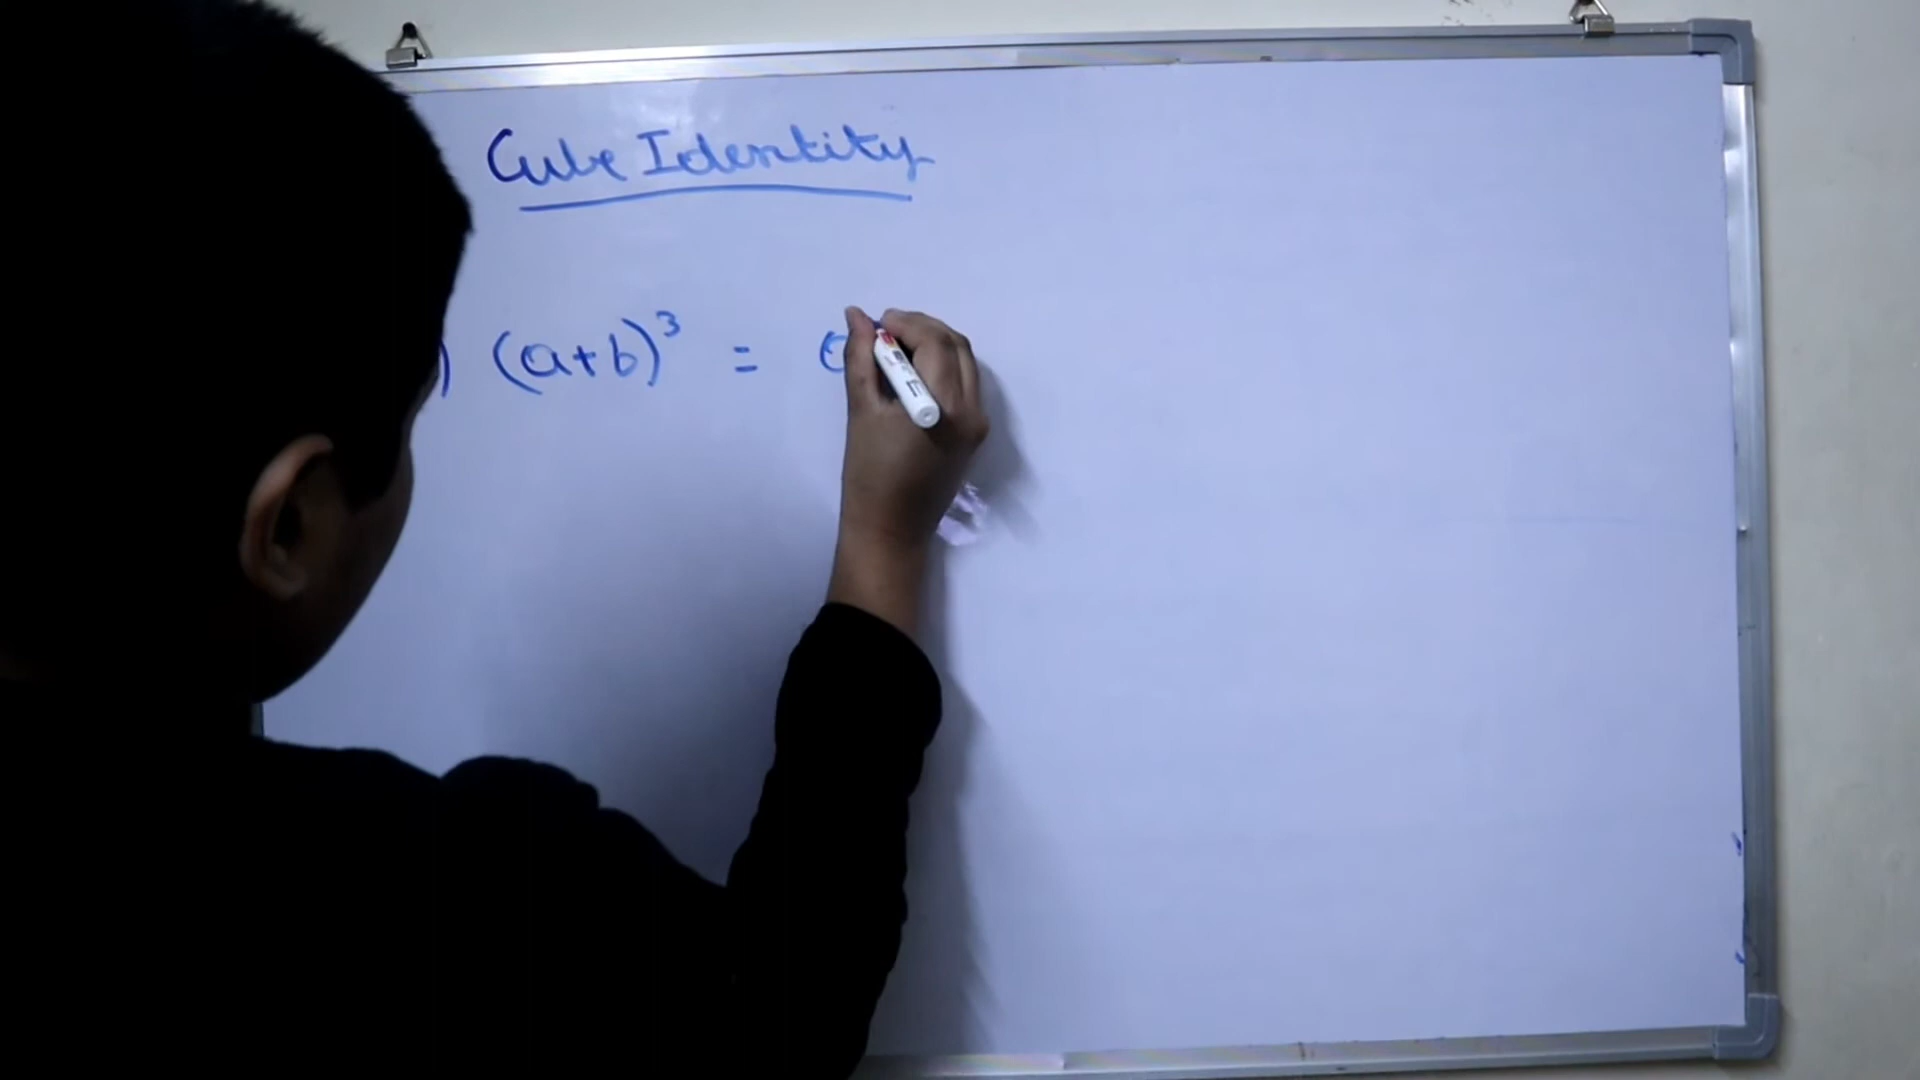 Cube Identity
) (a+b)³ =